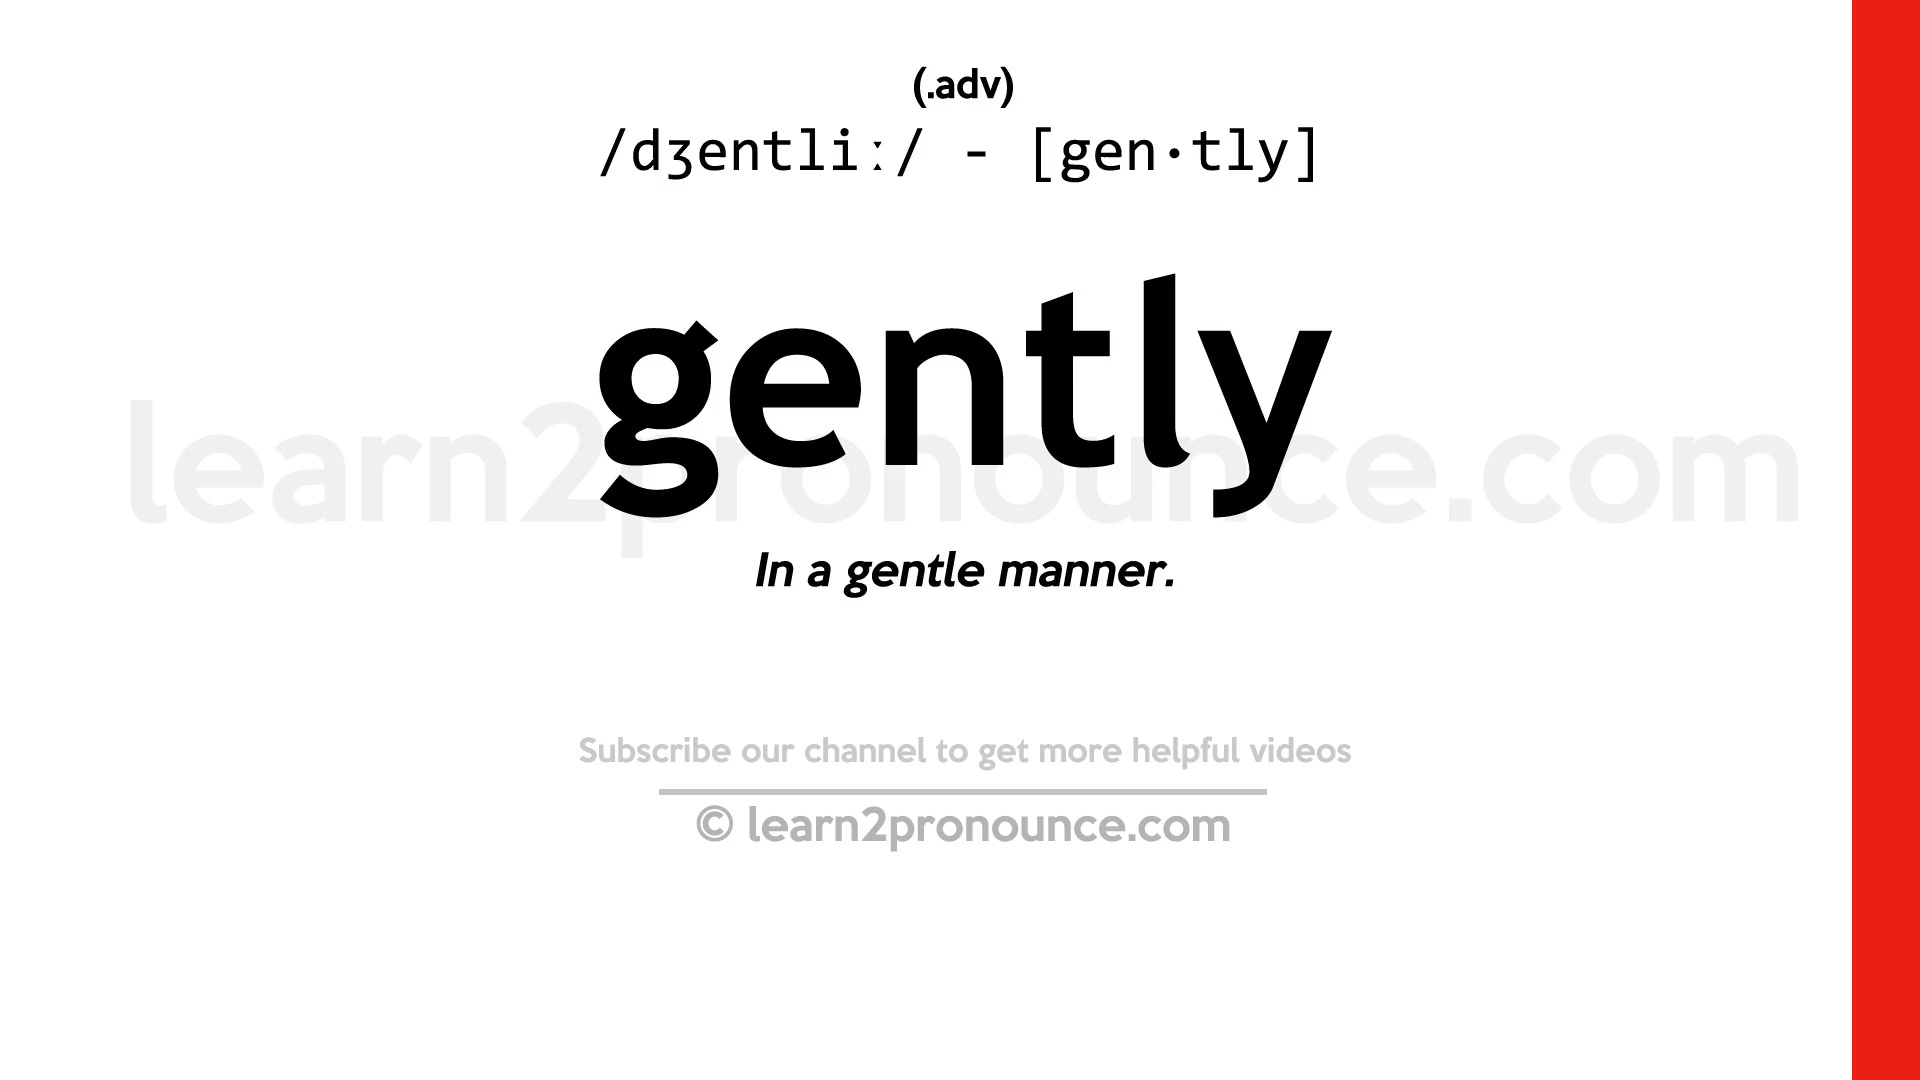 (.adv)
/dʒentliː/ - [gen·tly]
gently
learn2pronounce.com
In a gentle manner.
Subscribe our channel to get more helpful videos
© learn2pronounce.com